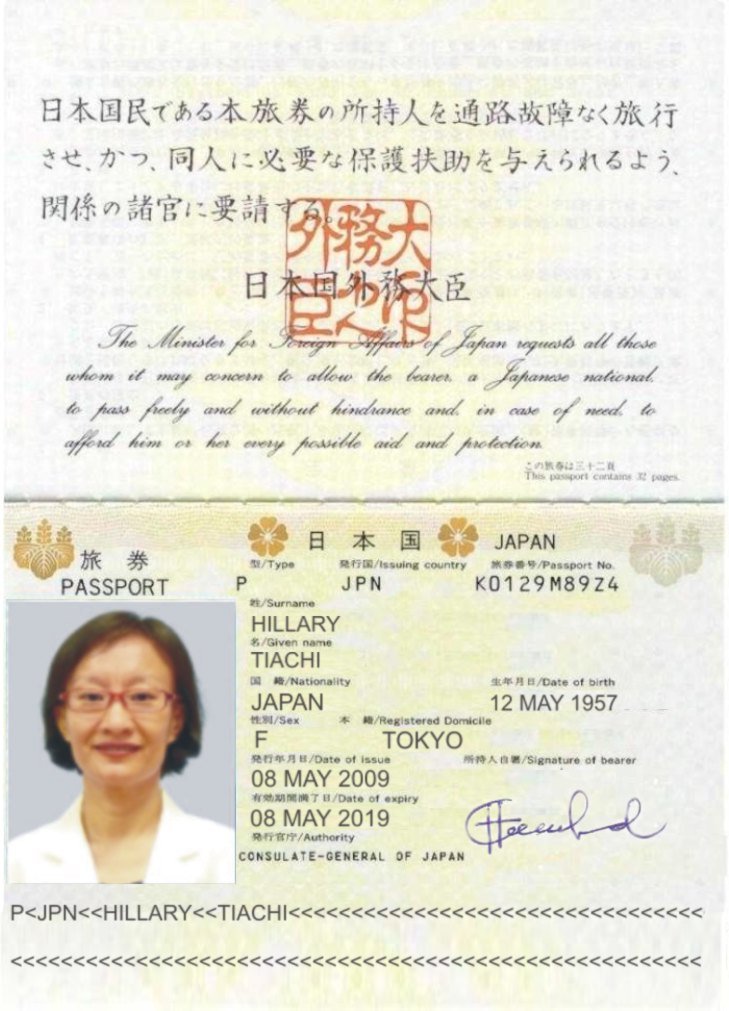 日本国民である本旅券の所持人を通路故障なく旅行
させ、かつ、同人に必要な保護扶助を与えられるよう、
関係の諸官に要請する。
日本国外務大臣
The Minister for Foreign Affairs of Japan requests all those
whom it may concern to allow the bearer, a Japanese national,
to pass freely and without hindrance and, in case of need, to
afford him or her every possible aid and protection.
この旅券は三十二頁
This passport contains 32 pages.
旅券
PASSPORT
日本国 JAPAN
型/Type 発行国/Issuing country 旅券番号/Passport No.
P JPN K0129M89Z4
姓/Surname
HILLARY
名/Given name
TIACHI
国籍/Nationality 生年月日/Date of birth
JAPAN 12 MAY 1957
性別/Sex 本籍/Registered Domicile
F TOKYO
発行年月日/Date of issue 所持人自署/Signature of bearer
08 MAY 2009
有効期間満了日/Date of expiry
08 MAY 2019
発行官庁/Authority
CONSULATE-GENERAL OF JAPAN
P<JPN<<HILLARY<<TIACHI<<<<<<<<<<<<<<<<<<<<<<<<<<<<<<<<<
<<<<<<<<<<<<<<<<<<<<<<<<<<<<<<<<<<<<<<<<<<<<<<<<<<<<<<<